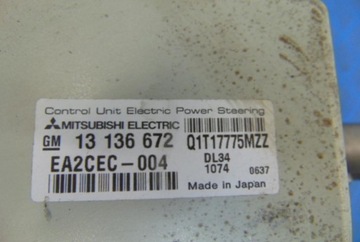 Control Unit Electric Power Steering
MITSUBISHI ELECTRIC
GM 13 136 672 Q1T17775MZZ
EA2CEC-004 DL34
1074 0637
Made in Japan